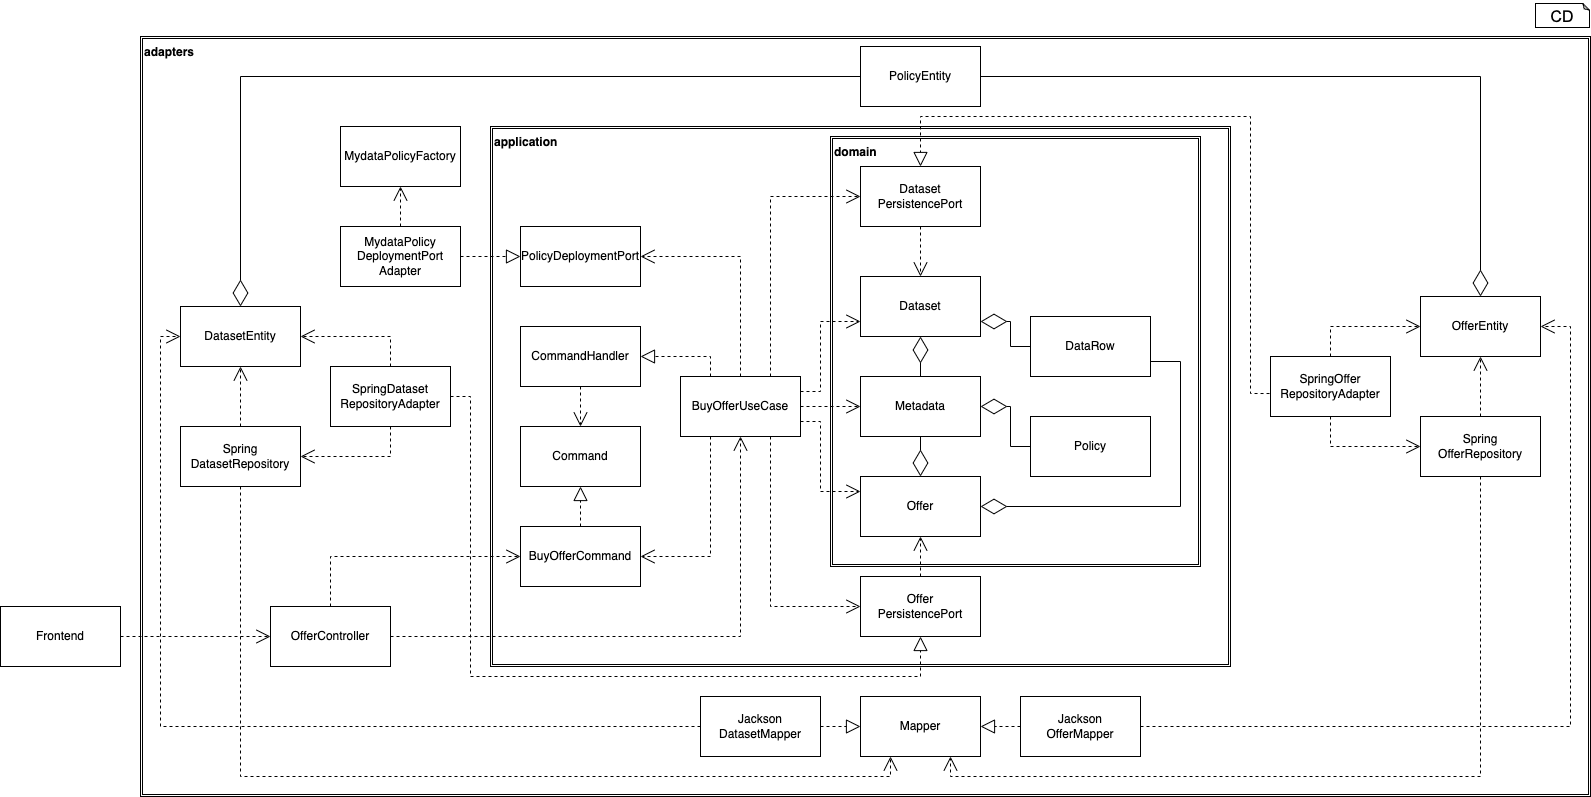 CD
adapters
PolicyEntity
MydataPolicyFactory
application
domain
Dataset
PersistencePort
MydataPolicy
DeploymentPort
Adapter
PolicyDeploymentPort
DatasetEntity
Dataset
OfferEntity
DataRow
CommandHandler
SpringDataset
RepositoryAdapter
BuyOfferUseCase
Metadata
SpringOffer
RepositoryAdapter
Spring
DatasetRepository
Command
Policy
Spring
OfferRepository
Offer
BuyOfferCommand
Offer
PersistencePort
Frontend
OfferController
Jackson
DatasetMapper
Mapper
Jackson
OfferMapper